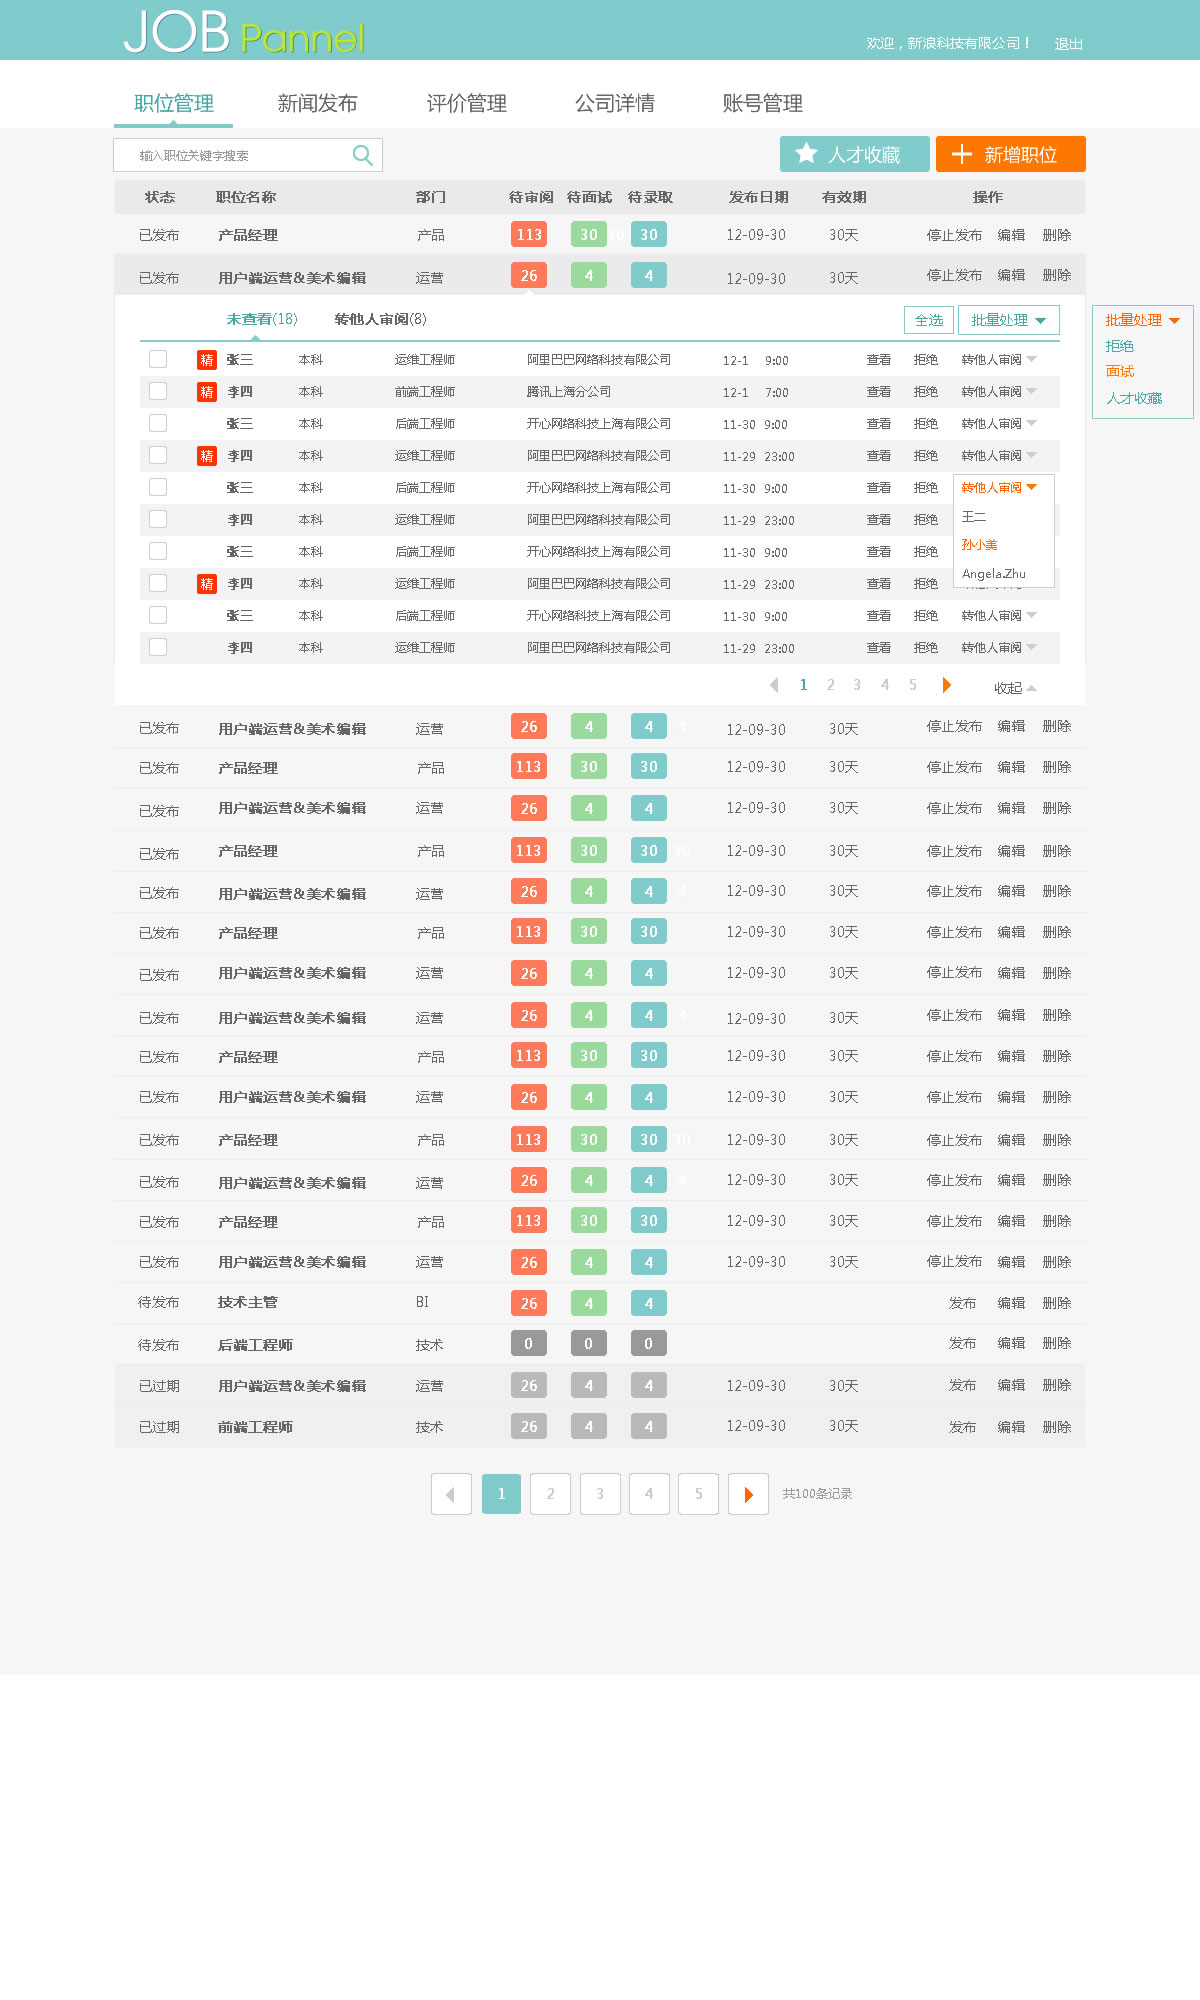 JOB Pannel
欢迎，新浪科技有限公司！ 退出
职位管理 新闻发布 评价管理 公司详情 账号管理
输入职位关键字搜索 人才收藏 新增职位
状态 职位名称 部门 待审阅 待面试 待录取 发布日期 有效期 操作
已发布 产品经理 产品 113 30 30 30 12-09-30 30天 停止发布 编辑 删除
已发布 用户端运营&美术编辑 运营 26 4 4 12-09-30 30天 停止发布 编辑 删除
未查看(18) 转他人审阅(8) 全选 批量处理
批量处理
拒绝
面试
人才收藏
精 张三 本科 运维工程师 阿里巴巴网络科技有限公司 12-1 9:00 查看 拒绝 转他人审阅
精 李四 本科 前端工程师 腾讯上海分公司 12-1 7:00 查看 拒绝 转他人审阅
张三 本科 后端工程师 开心网络科技上海有限公司 11-30 9:00 查看 拒绝 转他人审阅
精 李四 本科 运维工程师 阿里巴巴网络科技有限公司 11-29 23:00 查看 拒绝 转他人审阅
张三 本科 后端工程师 开心网络科技上海有限公司 11-30 9:00 查看 拒绝 转他人审阅
李四 本科 运维工程师 阿里巴巴网络科技有限公司 11-29 23:00 查看 拒绝 王二
张三 本科 后端工程师 开心网络科技上海有限公司 11-30 9:00 查看 拒绝 孙小美
精 李四 本科 运维工程师 阿里巴巴网络科技有限公司 11-29 23:00 查看 拒绝 Angela.Zhu
张三 本科 后端工程师 开心网络科技上海有限公司 11-30 9:00 查看 拒绝 转他人审阅
李四 本科 运维工程师 阿里巴巴网络科技有限公司 11-29 23:00 查看 拒绝 转他人审阅
1 2 3 4 5 收起
已发布 用户端运营&美术编辑 运营 26 4 4 4 12-09-30 30天 停止发布 编辑 删除
已发布 产品经理 产品 113 30 30 12-09-30 30天 停止发布 编辑 删除
已发布 用户端运营&美术编辑 运营 26 4 4 12-09-30 30天 停止发布 编辑 删除
已发布 产品经理 产品 113 30 30 30 12-09-30 30天 停止发布 编辑 删除
已发布 用户端运营&美术编辑 运营 26 4 4 4 12-09-30 30天 停止发布 编辑 删除
已发布 产品经理 产品 113 30 30 12-09-30 30天 停止发布 编辑 删除
已发布 用户端运营&美术编辑 运营 26 4 4 12-09-30 30天 停止发布 编辑 删除
已发布 用户端运营&美术编辑 运营 26 4 4 4 12-09-30 30天 停止发布 编辑 删除
已发布 产品经理 产品 113 30 30 12-09-30 30天 停止发布 编辑 删除
已发布 用户端运营&美术编辑 运营 26 4 4 12-09-30 30天 停止发布 编辑 删除
已发布 产品经理 产品 113 30 30 30 12-09-30 30天 停止发布 编辑 删除
已发布 用户端运营&美术编辑 运营 26 4 4 4 12-09-30 30天 停止发布 编辑 删除
已发布 产品经理 产品 113 30 30 12-09-30 30天 停止发布 编辑 删除
已发布 用户端运营&美术编辑 运营 26 4 4 12-09-30 30天 停止发布 编辑 删除
待发布 技术主管 BI 26 4 4 发布 编辑 删除
待发布 后端工程师 技术 0 0 0 发布 编辑 删除
已过期 用户端运营&美术编辑 运营 26 4 4 12-09-30 30天 发布 编辑 删除
已过期 前端工程师 技术 26 4 4 12-09-30 30天 发布 编辑 删除
1 2 3 4 5 共100条记录